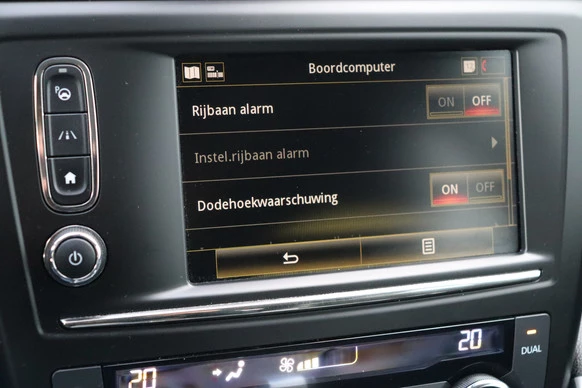 Boordcomputer
P
Rijbaan alarm
ON OFF
Instel.rijbaan alarm
Dodehoekwaarschuwing
ON OFF
20
20
DUAL